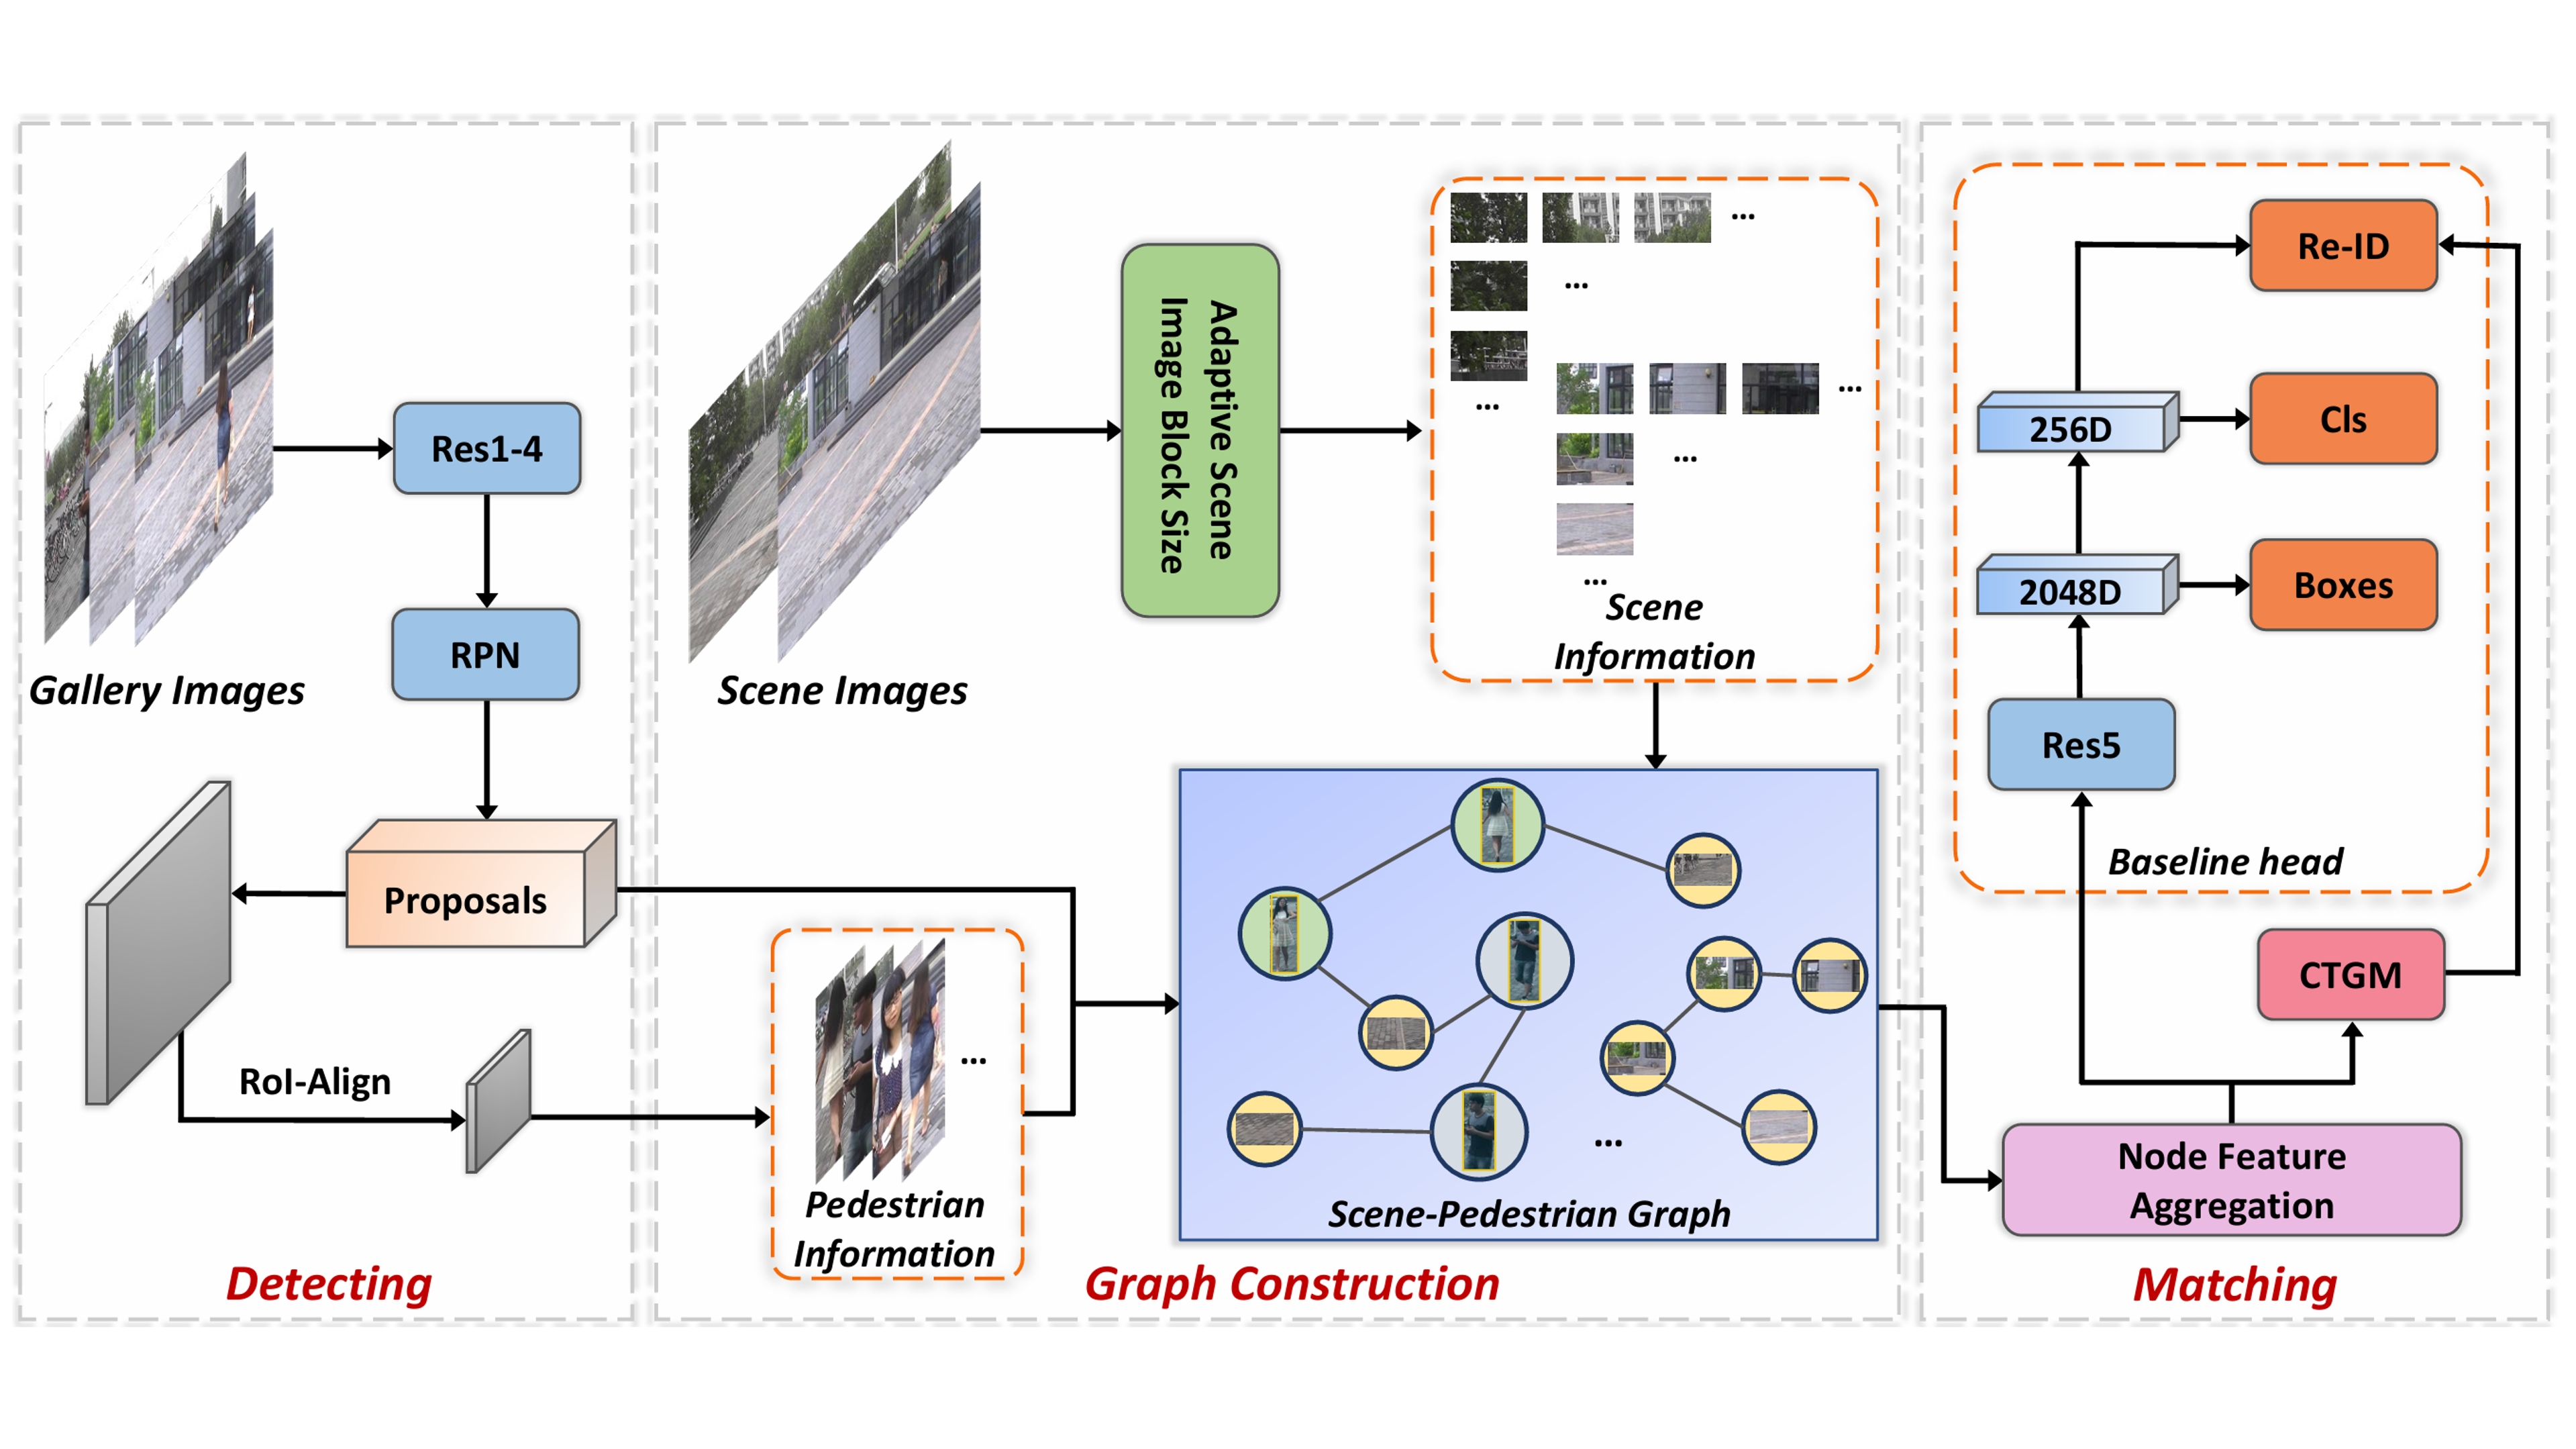 Gallery Images
Res1-4
RPN
Proposals
RoI-Align
Detecting
Scene Images
Adaptive Scene
Image Block Size
...
...
...
...
...
...
Scene
Information
...
Pedestrian
Information
...
Scene-Pedestrian Graph
Graph Construction
Re-ID
Cls
256D
Boxes
2048D
Res5
Baseline head
CTGM
Node Feature
Aggregation
Matching